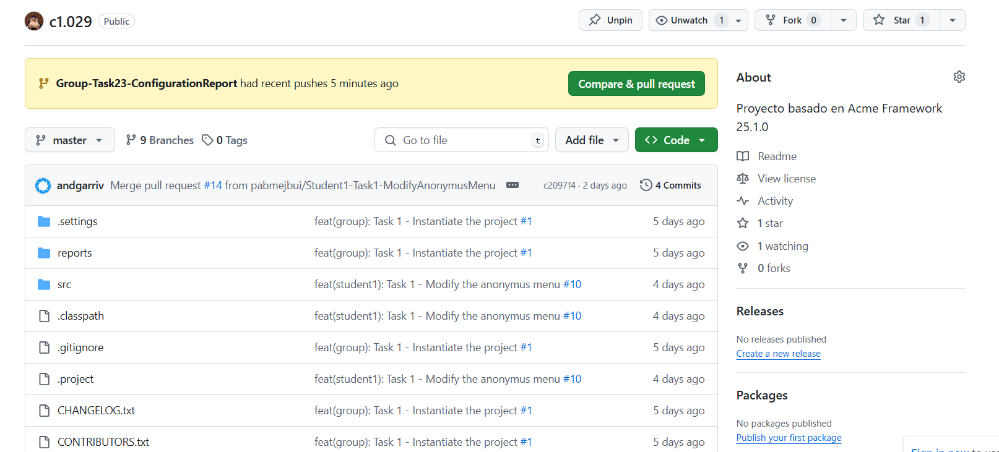 c1.029 Public Unpin Unwatch 1 Fork 0 Star 1
Group-Task23-ConfigurationReport had recent pushes 5 minutes ago Compare & pull request
master 9 Branches 0 Tags Go to file t Add file Code
andgarriv Merge pull request #14 from pabmejbui/Student1-Task1-ModifyAnonymusMenu c2097f4 · 2 days ago 4 Commits
.settings feat(group): Task 1 - Instantiate the project #1 5 days ago
reports feat(group): Task 1 - Instantiate the project #1 5 days ago
src feat(student1): Task 1 - Modify the anonymus menu #10 4 days ago
.classpath feat(student1): Task 1 - Modify the anonymus menu #10 4 days ago
.gitignore feat(group): Task 1 - Instantiate the project #1 5 days ago
.project feat(student1): Task 1 - Modify the anonymus menu #10 4 days ago
CHANGELOG.txt feat(group): Task 1 - Instantiate the project #1 5 days ago
CONTRIBUTORS.txt feat(group): Task 1 - Instantiate the project #1 5 days ago
About
Proyecto basado en Acme Framework
25.1.0
Readme
View license
Activity
1 star
1 watching
0 forks
Releases
No releases published
Create a new release
Packages
No packages published
Publish your first package